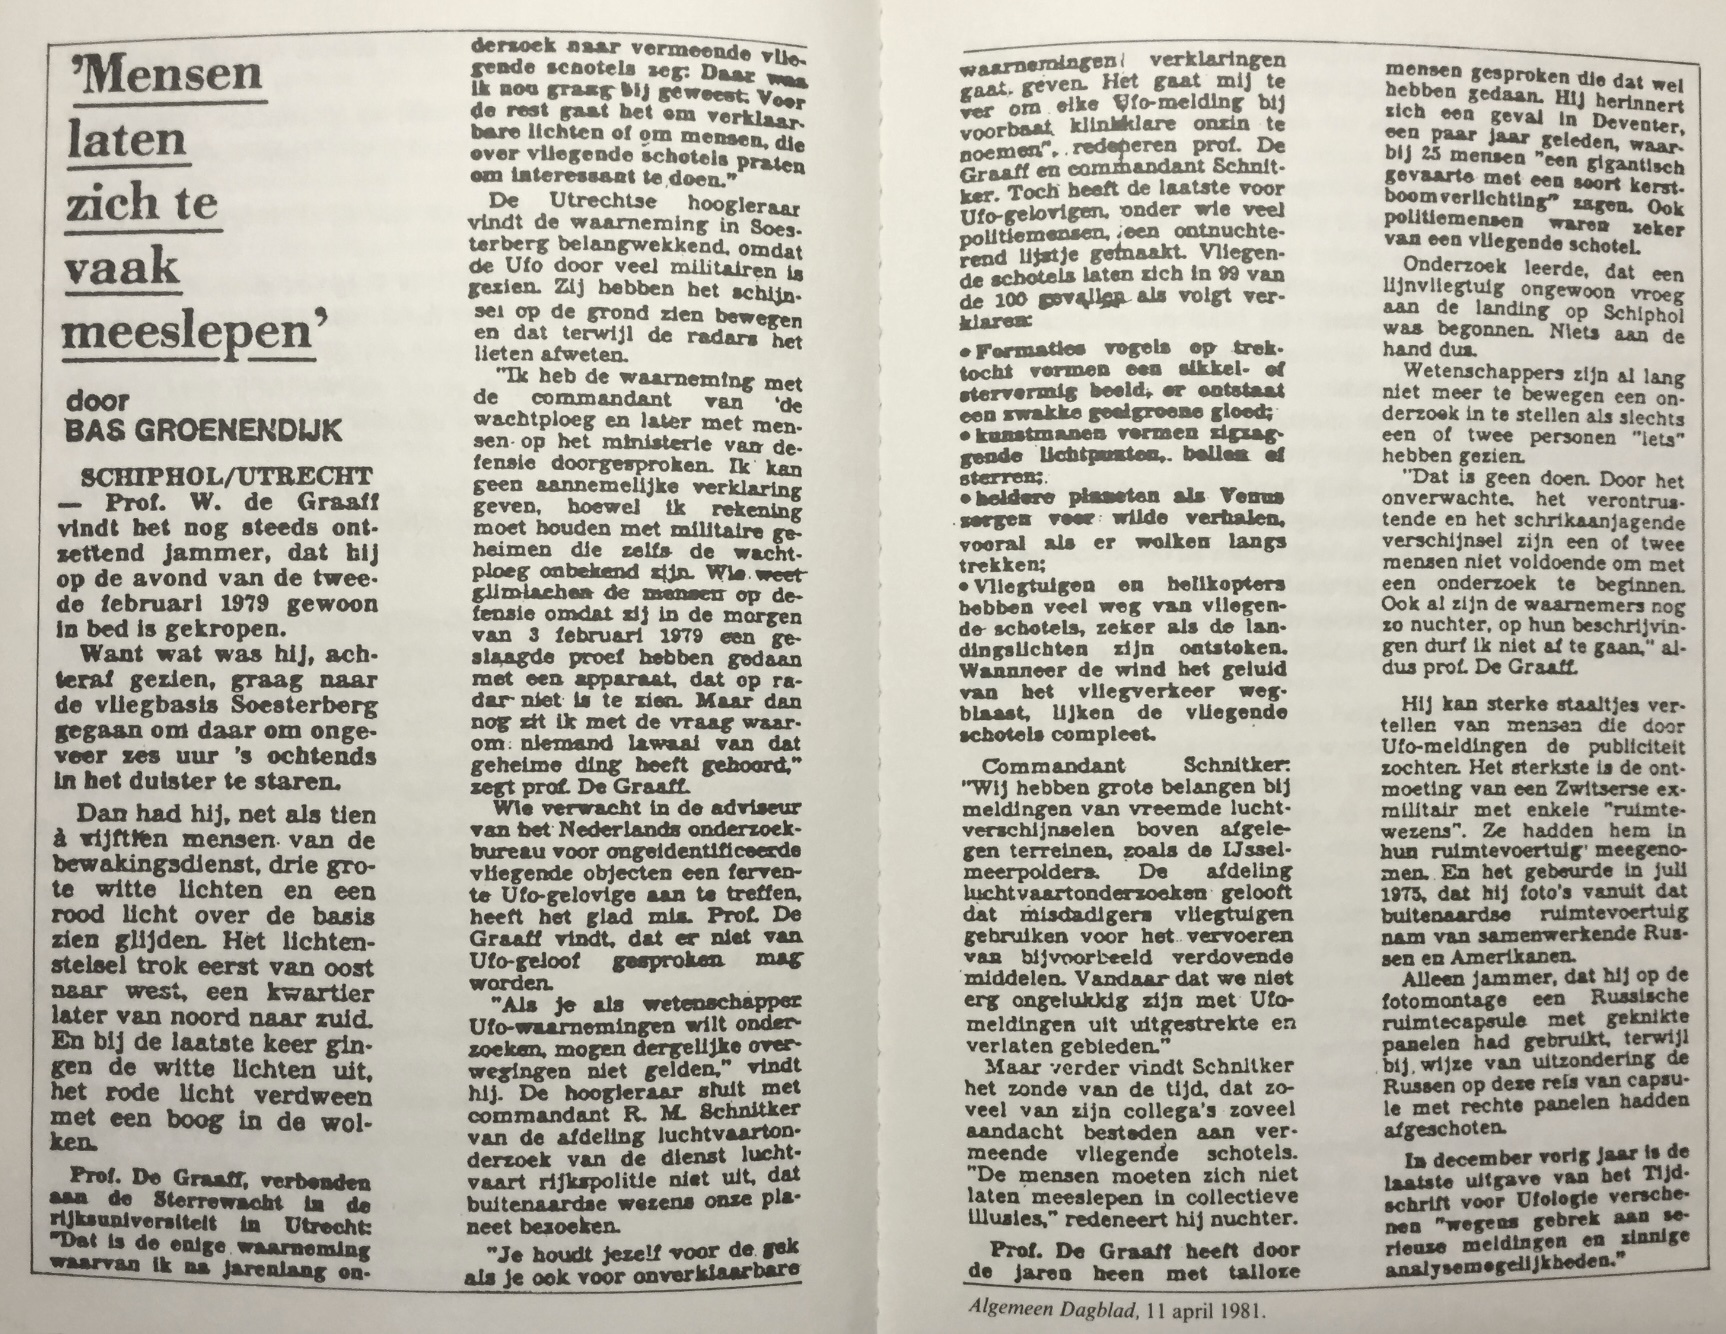 'Mensen
laten
zich te
vaak
meeslepen'
door
BAS GROENENDIJK
SCHIPHOL/UTRECHT
— Prof. W. de Graaff
vindt het nog steeds ont-
zettend jammer, dat hij
op de avond van de twee-
de februari 1979 gewoon
in bed is gekropen.
Want wat was hij, ach-
teraf gezien, graag naar
de vliegbasis Soesterberg
gegaan om daar om onge-
veer zes uur 's ochtends
in het duister te staren.
Dan had hij, net als tien
à vijftien mensen van de
bewakingsdienst, drie gro-
te witte lichten en een
rood licht over de basis
zien glijden. Het lichten-
stelsel trok eerst van oost
naar west, een kwartier
later van noord naar zuid.
En bij de laatste keer gin-
gen de witte lichten uit,
het rode licht verdween
met een boog in de wol-
ken.
Prof. De Graaff, verbonden
aan de Sterrewacht in de
rijksuniversiteit in Utrecht:
"Dat is de enige waarneming
waarvan ik na jarenlang on-
derzoek naar vermeende vlie-
gende schotels zeg: Daar was
ik nou graag bij geweest. Voor
de rest gaat het om verklaar-
bare lichten of om mensen, die
over vliegende schotels praten
om interessant te doen."
De Utrechtse hoogleraar
vindt de waarneming in Soes-
terberg belangwekkend, omdat
de Ufo door veel militairen is
gezien. Zij hebben het schijn-
sel op de grond zien bewegen
en dat terwijl de radars het
lieten afweten.
"Ik heb de waarneming met
de commandant van de
wachtploeg en later met men-
sen op het ministerie van de-
fensie doorgesproken. Ik kan
geen aannemelijke verklaring
geven, hoewel ik rekening
moet houden met militaire ge-
heimen die zelfs de wacht-
ploeg onbekend zijn. Wie weet
glimlachen de mensen op de-
fensie omdat zij in de morgen
van 3 februari 1979 een ge-
slaagde proef hebben gedaan
met een apparaat, dat op ra-
dar niet is te zien. Maar dan
nog zit ik met de vraag waar-
om niemand lawaai van dat
geheime ding heeft gehoord,"
zegt prof. De Graaff.
Wie verwacht in de adviseur
van het Nederlands onderzoek-
bureau voor ongeidentificeerde
vliegende objecten een ferven-
te Ufo-gelovige aan te treffen,
heeft het glad mis. Prof. De
Graaff vindt, dat er niet van
Ufo-geloof gesproken mag
worden.
"Als je als wetenschapper
Ufo-waarnemingen wilt onder-
zoeken, mogen dergelijke over-
wegingen niet gelden," vindt
hij. De hoogleraar sluit met
commandant R. M. Schnitker
van de afdeling luchtvaarton-
derzoek van de dienst lucht-
vaart rijkspolitie niet uit, dat
buitenaardse wezens onze pla-
neet bezoeken.
"Je houdt jezelf voor de gek
als je ook voor onverklaarbare
waarnemingen verklaringen
gaat geven. Het gaat mij te
ver om elke Ufo-melding bij
voorbaat klinkklare onzin te
noemen", redeneren prof. De
Graaff en commandant Schnit-
ker. Toch heeft de laatste voor
Ufo-gelovigen, onder wie veel
politiemensen, een ontnuchte-
rend lijstje gemaakt. Vliegen-
de schotels laten zich in 99 van
de 100 gevallen als volgt ver-
klaren:
• Formaties vogels op trek-
tocht vormen een sikkel- of
stervormig beeld, er ontstaat
een zwakke geelgroene gloed;
• kunstmanen vormen zigzag-
gende lichtpunten, bollen of
sterren;
• heldere planeten als Venus
zorgen voor wilde verhalen,
vooral als er wolken langs
trekken;
• Vliegtuigen en helikopters
hebben veel weg van vliegen-
de schotels, zeker als de lan-
dingslichten zijn ontstoken.
Wannneer de wind het geluid
van het vliegverkeer weg-
blaast, lijken de vliegende
schotels compleet.
Commandant Schnitker:
"Wij hebben grote belangen bij
meldingen van vreemde lucht-
verschijnselen boven afgele-
gen terreinen, zoals de IJssel-
meerpolders. De afdeling
luchtvaartonderzoeken gelooft
dat misdadigers vliegtuigen
gebruiken voor het vervoeren
van bijvoorbeeld verdovende
middelen. Vandaar dat we niet
erg ongelukkig zijn met Ufo-
meldingen uit uitgestrekte en
verlaten gebieden."
Maar verder vindt Schnitker
het zonde van de tijd, dat zo-
veel van zijn collega's zoveel
aandacht besteden aan ver-
meende vliegende schotels.
"De mensen moeten zich niet
laten meeslepen in collectieve
illusies," redeneert hij nuchter.
Prof. De Graaff heeft door
de jaren heen met talloze
mensen gesproken die dat wel
hebben gedaan. Hij herinnert
zich een geval in Deventer,
een paar jaar geleden, waar-
bij 25 mensen "een gigantisch
gevaarte met een soort kerst-
boomverlichting" zagen. Ook
politiemensen waren zeker
van een vliegende schotel.
Onderzoek leerde, dat een
lijnvliegtuig ongewoon vroeg
aan de landing op Schiphol
was begonnen. Niets aan de
hand dus.
Wetenschappers zijn al lang
niet meer te bewegen een on-
derzoek in te stellen als slechts
een of twee personen "iets"
hebben gezien.
"Dat is geen doen. Door het
onverwachte, het verontrus-
tende en het schrikaanjagende
verschijnsel zijn een of twee
mensen niet voldoende om met
een onderzoek te beginnen.
Ook al zijn de waarnemers nog
zo nuchter, op hun beschrijvin-
gen durf ik niet af te gaan," al-
dus prof. De Graaff.
Hij kan sterke staaltjes ver-
tellen van mensen die door
Ufo-meldingen de publiciteit
zochten. Het sterkste is de ont-
moeting van een Zwitserse ex-
militair met enkele "ruimte-
wezens". Ze hadden hem in
hun ruimtevoertuig meegeno-
men. En het gebeurde in juli
1975, dat hij foto's vanuit dat
buitenaardse ruimtevoertuig
nam van samenwerkende Rus-
sen en Amerikanen.
Alleen jammer, dat hij op de
fotomontage een Russische
ruimtecapsule met geknikte
panelen had gebruikt, terwijl
bij wijze van uitzondering de
Russen op deze reis van capsu-
le met rechte panelen hadden
afgeschoten.
In december vorig jaar is de
laatste uitgave van het Tijd-
schrift voor Ufologie versche-
nen "wegens gebrek aan se-
rieuze meldingen en zinnige
analysemogelijkheden."
Algemeen Dagblad, 11 april 1981.